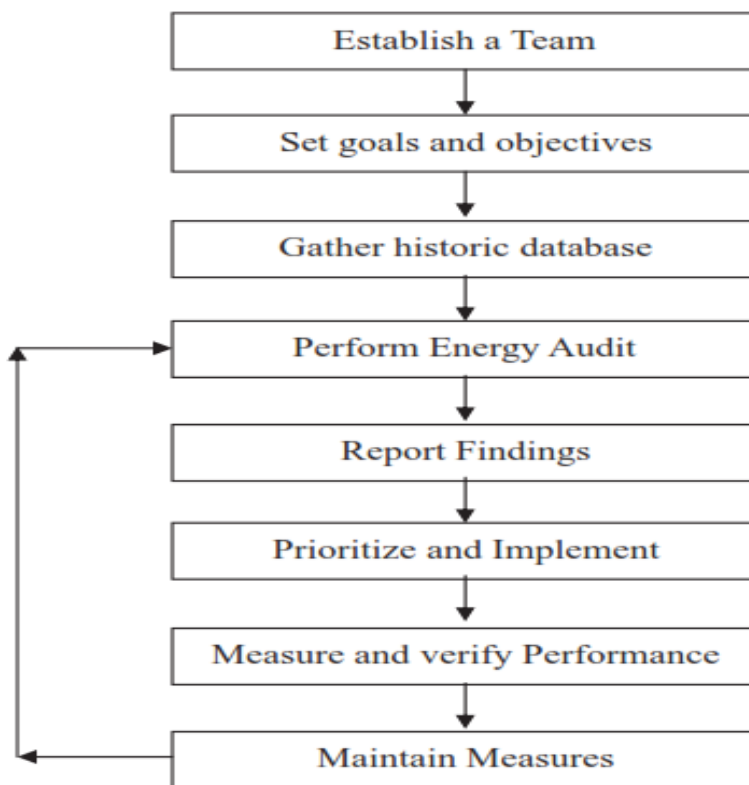 Establish a Team
Set goals and objectives
Gather historic database
Perform Energy Audit
Report Findings
Prioritize and Implement
Measure and verify Performance
Maintain Measures